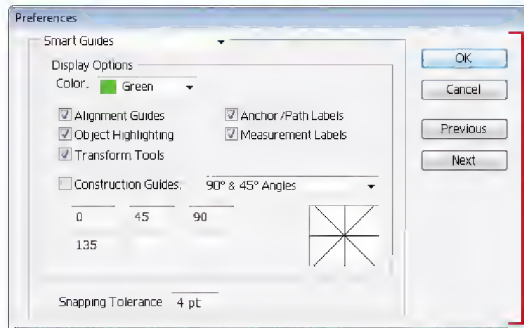 Preferences
Smart Guides
Display Options
Color: Green
Alignment Guides
Anchor/Path Labels
Object Highlighting
Measurement Labels
Transform Tools
Construction Guides: 90° & 45° Angles
0 45 90
135
Snapping Tolerance 4 pt
OK
Cancel
Previous
Next